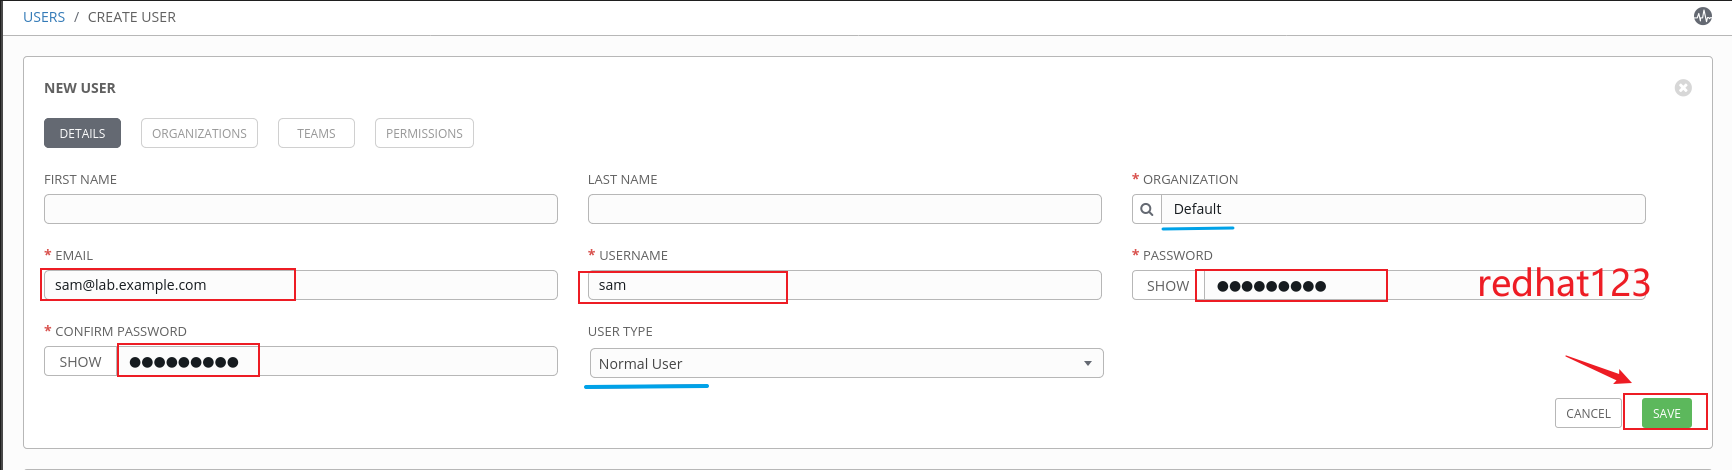 USERS / CREATE USER
NEW USER
DETAILS ORGANIZATIONS TEAMS PERMISSIONS
FIRST NAME LAST NAME * ORGANIZATION
Default
* EMAIL * USERNAME * PASSWORD
sam@lab.example.com sam SHOW ●●●●●●●●● redhat123
* CONFIRM PASSWORD USER TYPE
SHOW ●●●●●●●●● Normal User
CANCEL SAVE